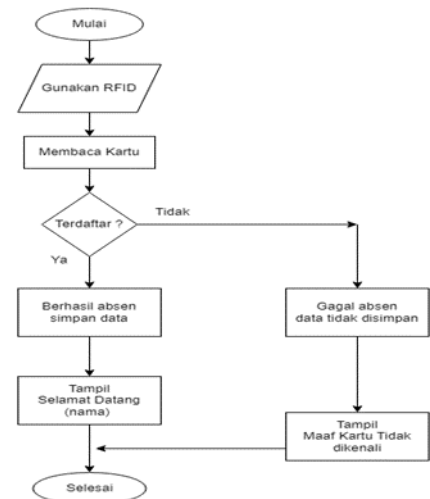 Mulai
Gunakan RFID
Membaca Kartu
Terdaftar ?
Tidak
Ya
Berhasil absen
simpan data
Gagal absen
data tidak disimpan
Tampil
Selamat Datang
(nama)
Tampil
Maaf Kartu Tidak
dikenali
Selesai